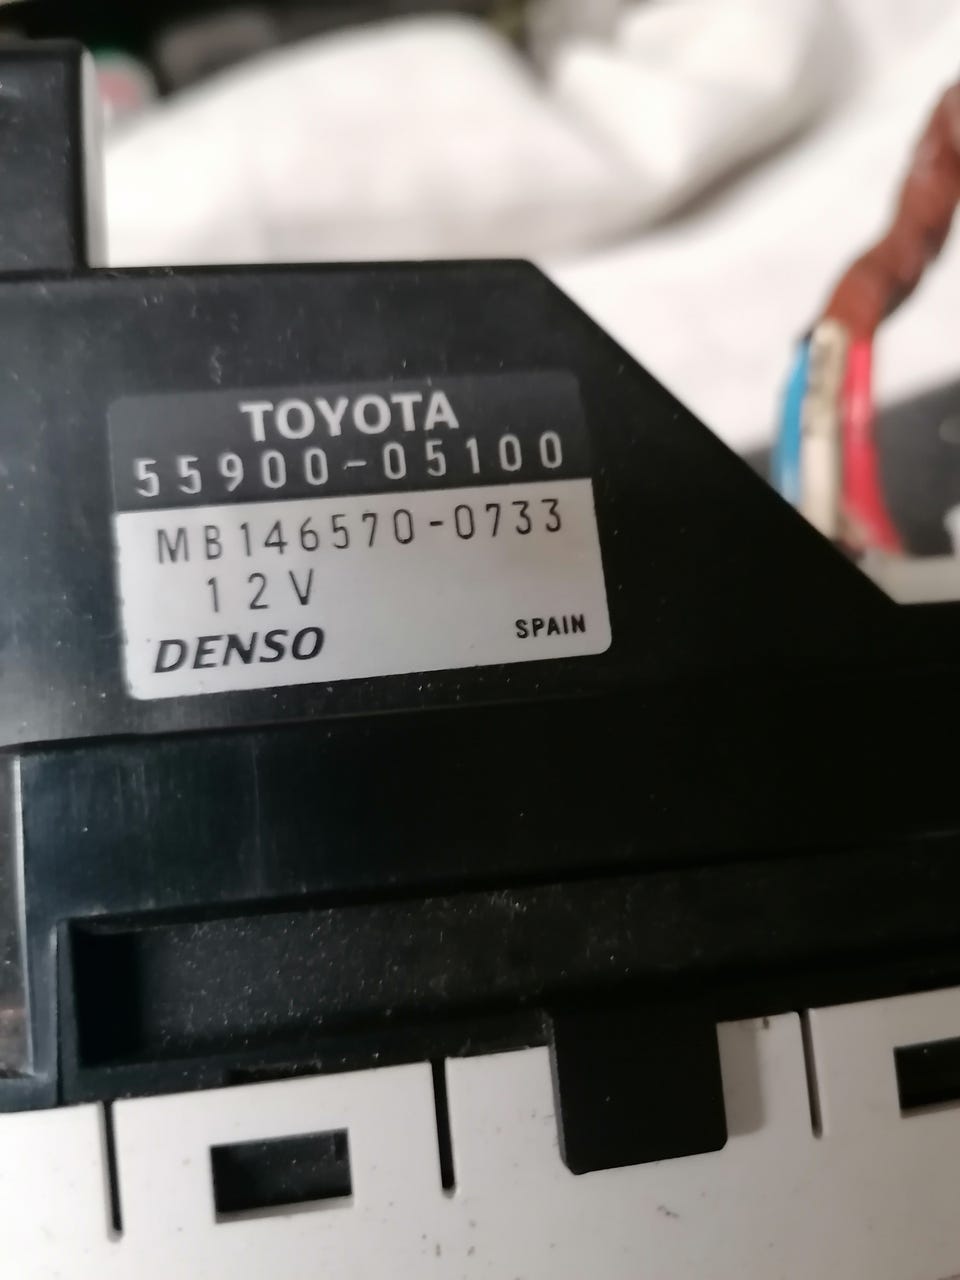 TOYOTA
55900-05100
MB146570-0733
12V
DENSO
SPAIN